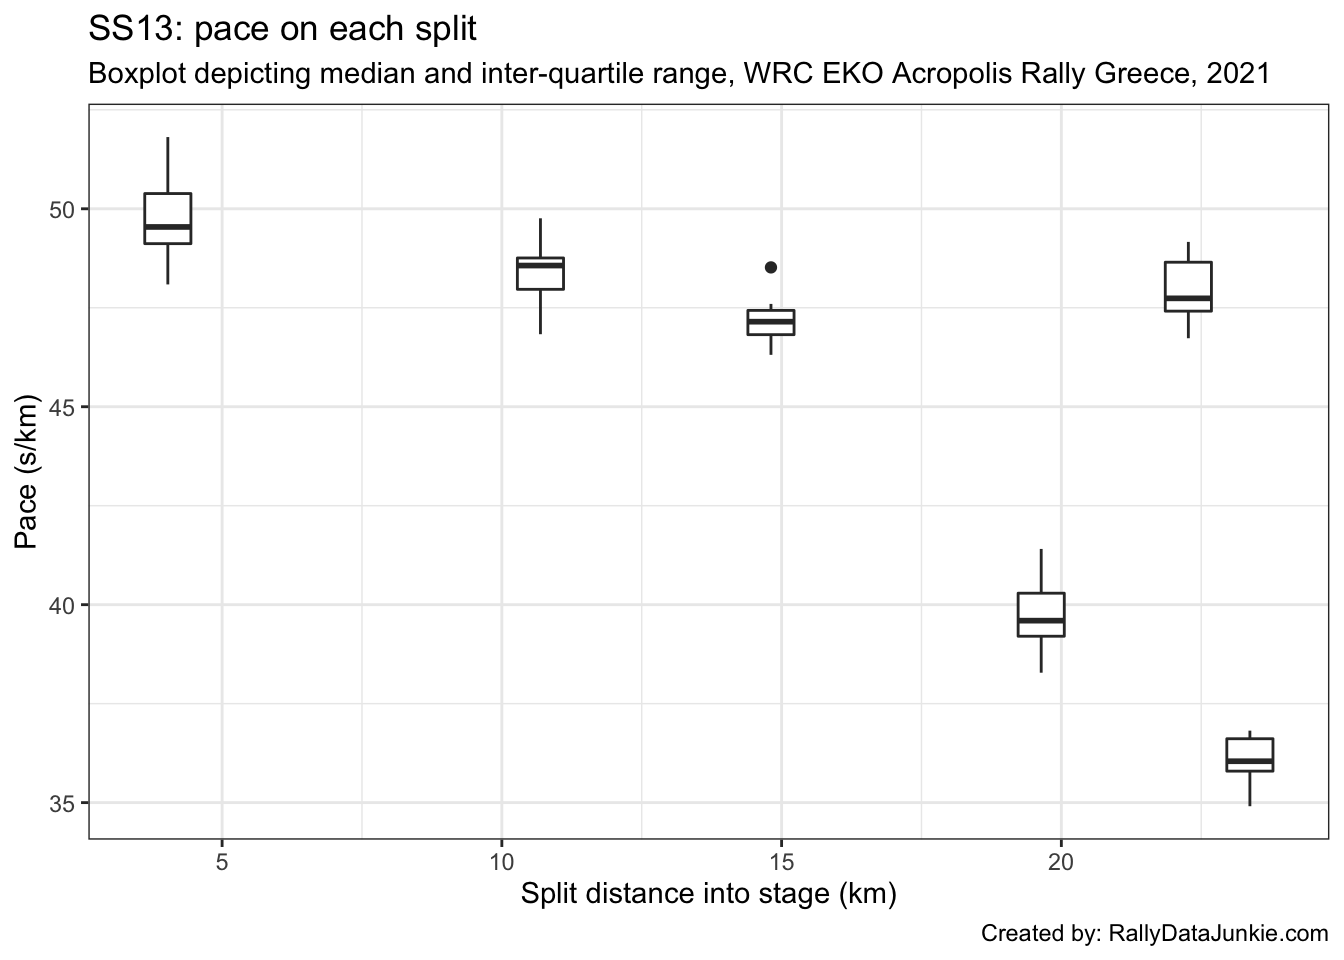 SS13: pace on each split
Boxplot depicting median and inter-quartile range, WRC EKO Acropolis Rally Greece, 2021
50
45
40
35
Pace (s/km)
5 10 15 20
Split distance into stage (km)
Created by: RallyDataJunkie.com